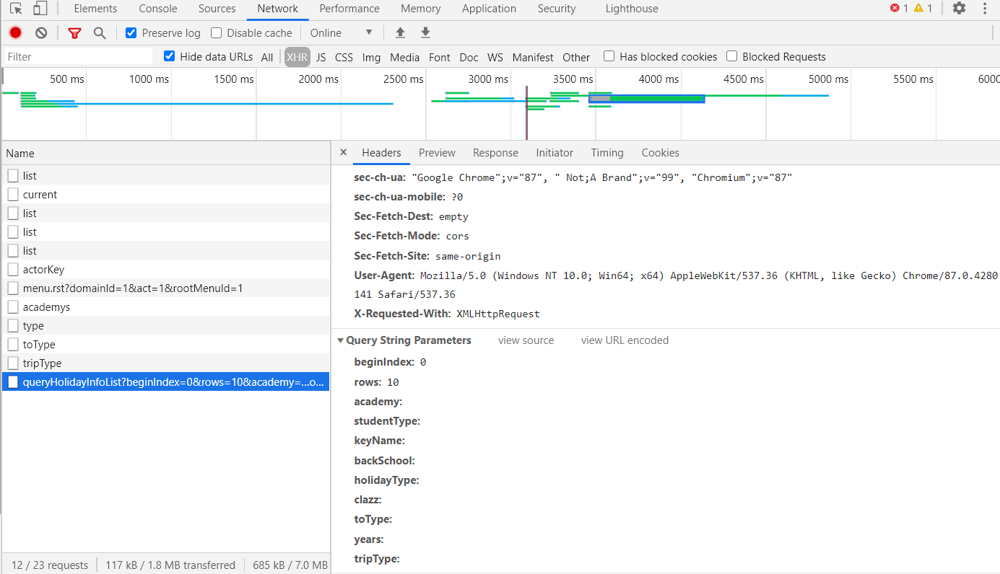 Elements Console Sources Network Performance Memory Application Security Lighthouse 1 1
Preserve log Disable cache Online
Filter Hide data URLs All XHR JS CSS Img Media Font Doc WS Manifest Other Has blocked cookies Blocked Requests
500 ms 1000 ms 1500 ms 2000 ms 2500 ms 3000 ms 3500 ms 4000 ms 4500 ms 5000 ms 5500 ms 6000
Name
list
current
list
list
list
actorKey
menu.rst?domainId=1&act=1&rootMenuId=1
academys
type
toType
tripType
queryHolidayInfoList?beginIndex=0&rows=10&academy=...o...
12 / 23 requests 117 kB / 1.8 MB transferred 685 kB / 7.0 MB
× Headers Preview Response Initiator Timing Cookies
sec-ch-ua: "Google Chrome";v="87", " Not;A Brand";v="99", "Chromium";v="87"
sec-ch-ua-mobile: ?0
Sec-Fetch-Dest: empty
Sec-Fetch-Mode: cors
Sec-Fetch-Site: same-origin
User-Agent: Mozilla/5.0 (Windows NT 10.0; Win64; x64) AppleWebKit/537.36 (KHTML, like Gecko) Chrome/87.0.4280
141 Safari/537.36
X-Requested-With: XMLHttpRequest
Query String Parameters view source view URL encoded
beginIndex: 0
rows: 10
academy:
studentType:
keyName:
backSchool:
holidayType:
clazz:
toType:
years:
tripType: